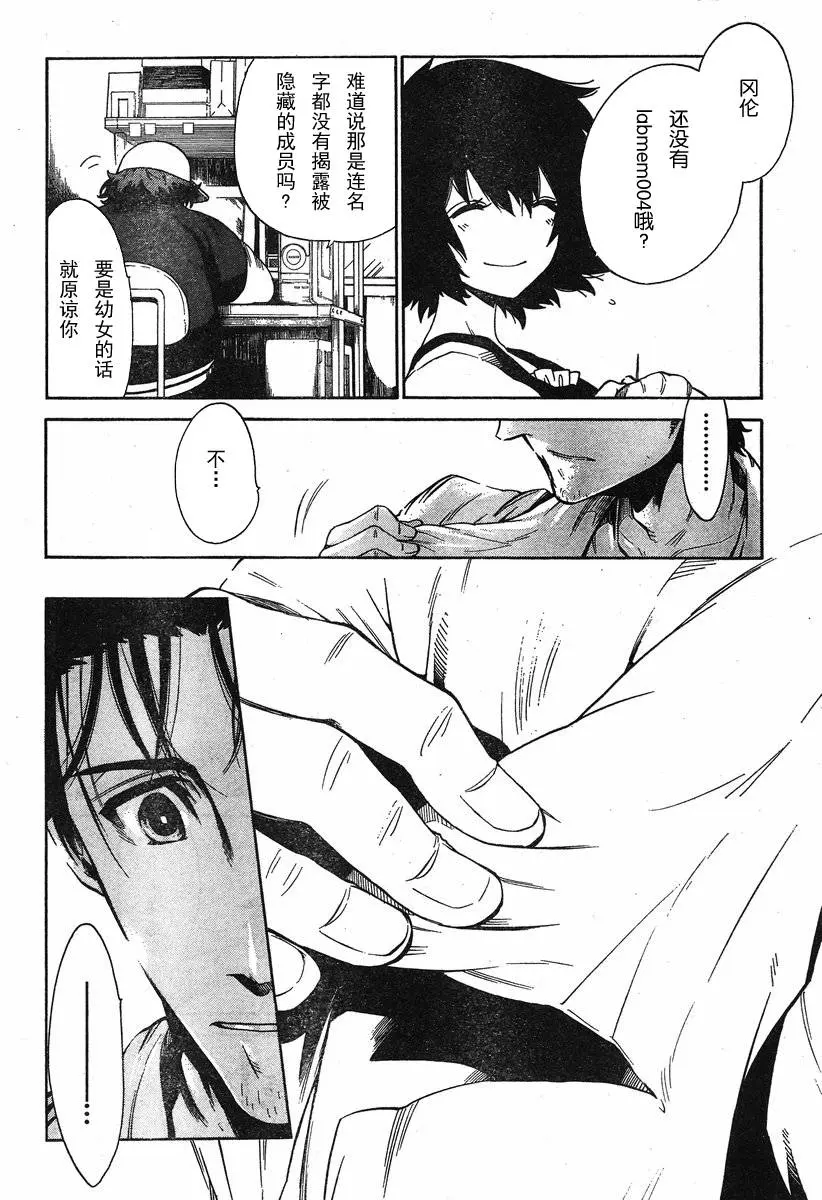 冈伦
还没有
ldbmem004哦？
难道说那是连名
字都没有揭露被
隐藏的成员吗？
要是幼女的话
就原谅你
………
不…
——…